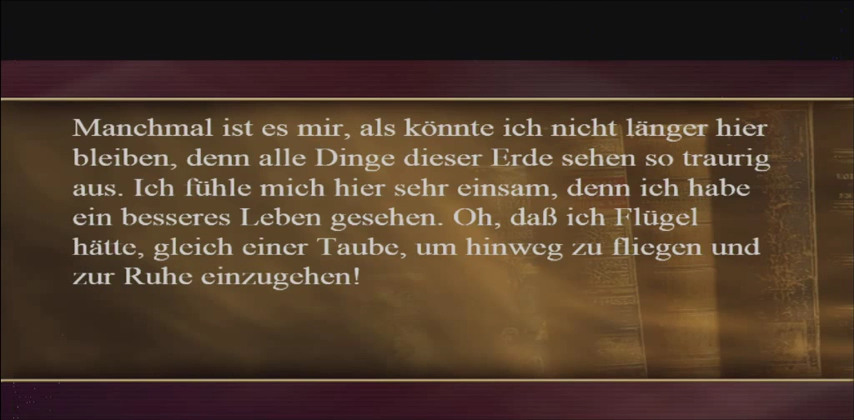 Manchmal ist es mir, als könnte ich nicht länger hier
bleiben, denn alle Dinge dieser Erde sehen so traurig
aus. Ich fühle mich hier sehr einsam, denn ich habe
ein besseres Leben gesehen. Oh, daß ich Flügel
hätte, gleich einer Taube, um hinweg zu fliegen und
zur Ruhe einzugehen!